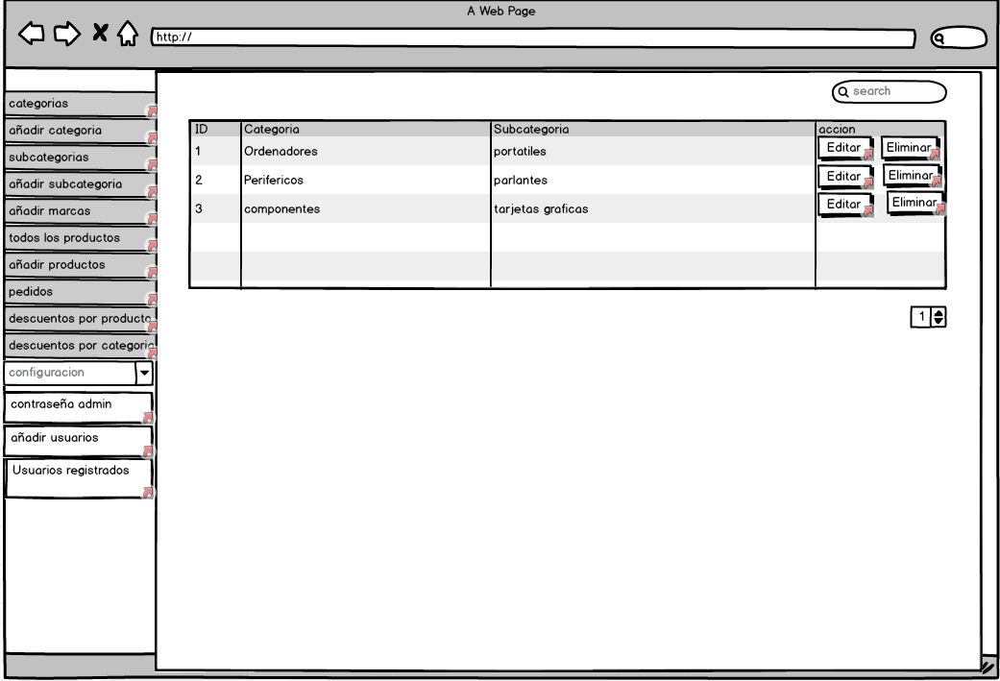 A Web Page
http://
search
categorias
añadir categoria
subcategorias
añadir subcategoria
añadir marcas
todos los productos
añadir productos
pedidos
descuentos por producto
descuentos por categoria
configuracion
contraseña admin
añadir usuarios
Usuarios registrados
ID Categoria Subcategoria accion
1 Ordenadores portatiles Editar Eliminar
2 Perifericos parlantes Editar Eliminar
3 componentes tarjetas graficas Editar Eliminar
1